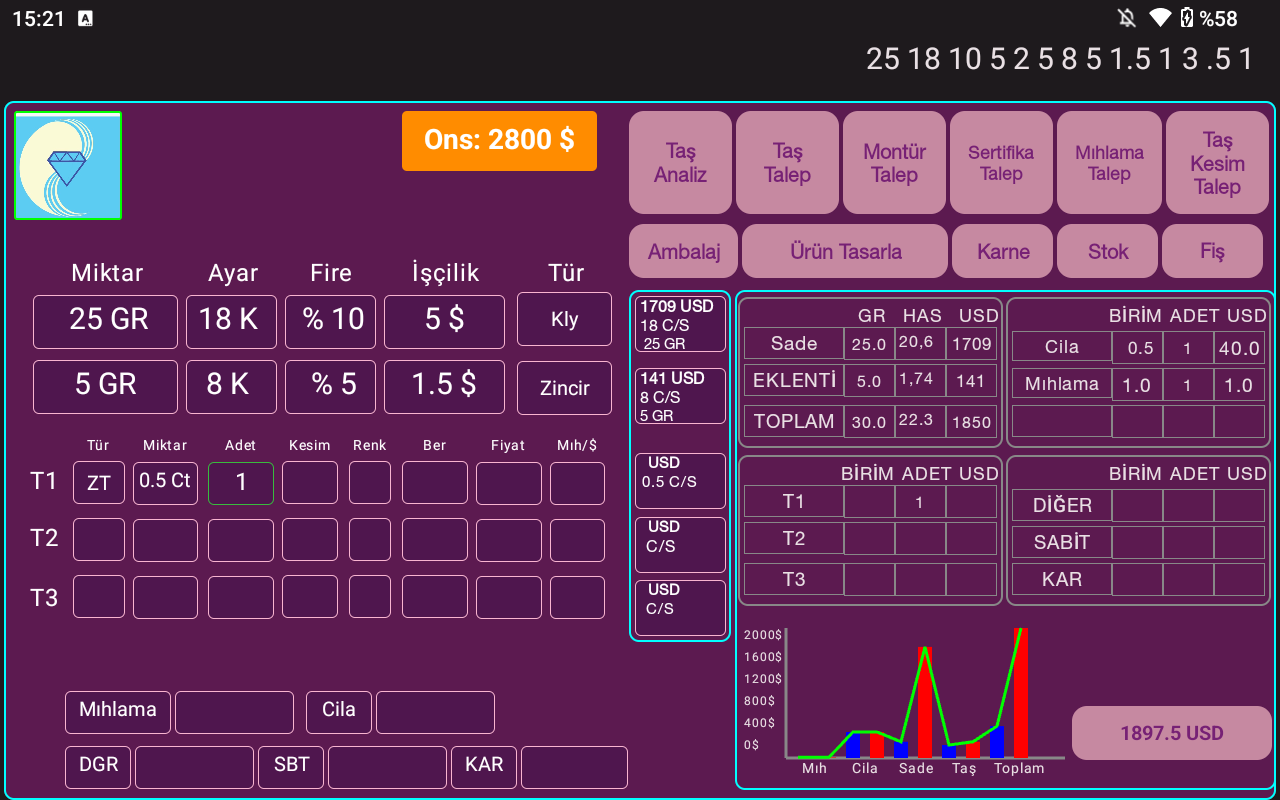 15:21 A %58
25 18 10 5 2 5 8 5 1.5 1 3 .5 1
Ons: 2800 $
Taş Analiz
Taş Talep
Montür Talep
Sertifika Talep
Mıhlama Talep
Taş Kesim Talep
Ambalaj Ürün Tasarla Karne Stok Fiş
Miktar Ayar Fire İşçilik Tür
25 GR 18 K % 10 5 $ Kly
5 GR 8 K % 5 1.5 $ Zincir
Tür Miktar Adet Kesim Renk Ber Fiyat Mıh/$
T1 ZT 0.5 Ct 1
T2
T3
Mıhlama Cila
DGR SBT KAR
1709 USD
18 C/S
25 GR
141 USD
8 C/S
5 GR
USD
0.5 C/S
USD
C/S
USD
C/S
GR HAS USD
Sade 25.0 20,6 1709
EKLENTİ 5.0 1,74 141
TOPLAM 30.0 22.3 1850
BİRİM ADET USD
Cila 0.5 1 40.0
Mıhlama 1.0 1 1.0
BİRİM ADET USD
T1 1
T2
T3
BİRİM ADET USD
DİĞER
SABİT
KAR
2000$
1600$
1200$
800$
400$
0$
Mıh Cila Sade Taş Toplam
1897.5 USD